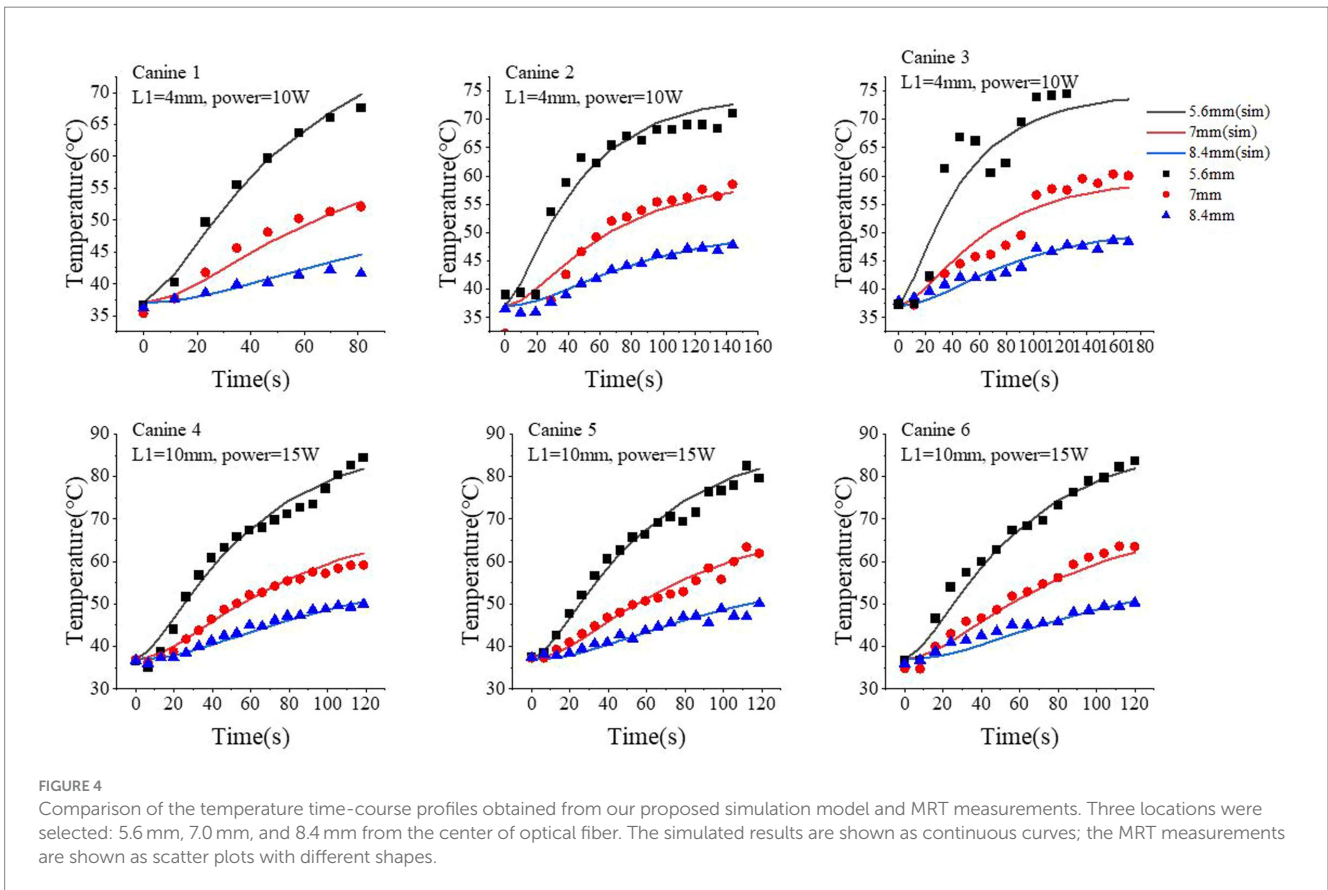 Canine 1
L1=4mm, power=10W
70
65
60
55
50
45
40
35
Temperature(°C)
0 20 40 60 80
Time(s)
Canine 2
L1=4mm, power=10W
75
70
65
60
55
50
45
40
35
Temperature(°C)
0 20 40 60 80 100 120 140 160
Time(s)
Canine 3
L1=4mm, power=10W
75
70
65
60
55
50
45
40
35
Temperature(°C)
0 20 40 60 80 100 120 140 160 180
Time(s)
5.6mm(sim)
7mm(sim)
8.4mm(sim)
5.6mm
7mm
8.4mm
Canine 4
L1=10mm, power=15W
90
80
70
60
50
40
30
Temperature(°C)
0 20 40 60 80 100 120
Time(s)
Canine 5
L1=10mm, power=15W
90
80
70
60
50
40
30
Temperature(°C)
0 20 40 60 80 100 120
Time(s)
Canine 6
L1=10mm, power=15W
90
80
70
60
50
40
30
Temperature(°C)
0 20 40 60 80 100 120
Time(s)
FIGURE 4
Comparison of the temperature time-course profiles obtained from our proposed simulation model and MRT measurements. Three locations were
selected: 5.6 mm, 7.0 mm, and 8.4 mm from the center of optical fiber. The simulated results are shown as continuous curves; the MRT measurements
are shown as scatter plots with different shapes.